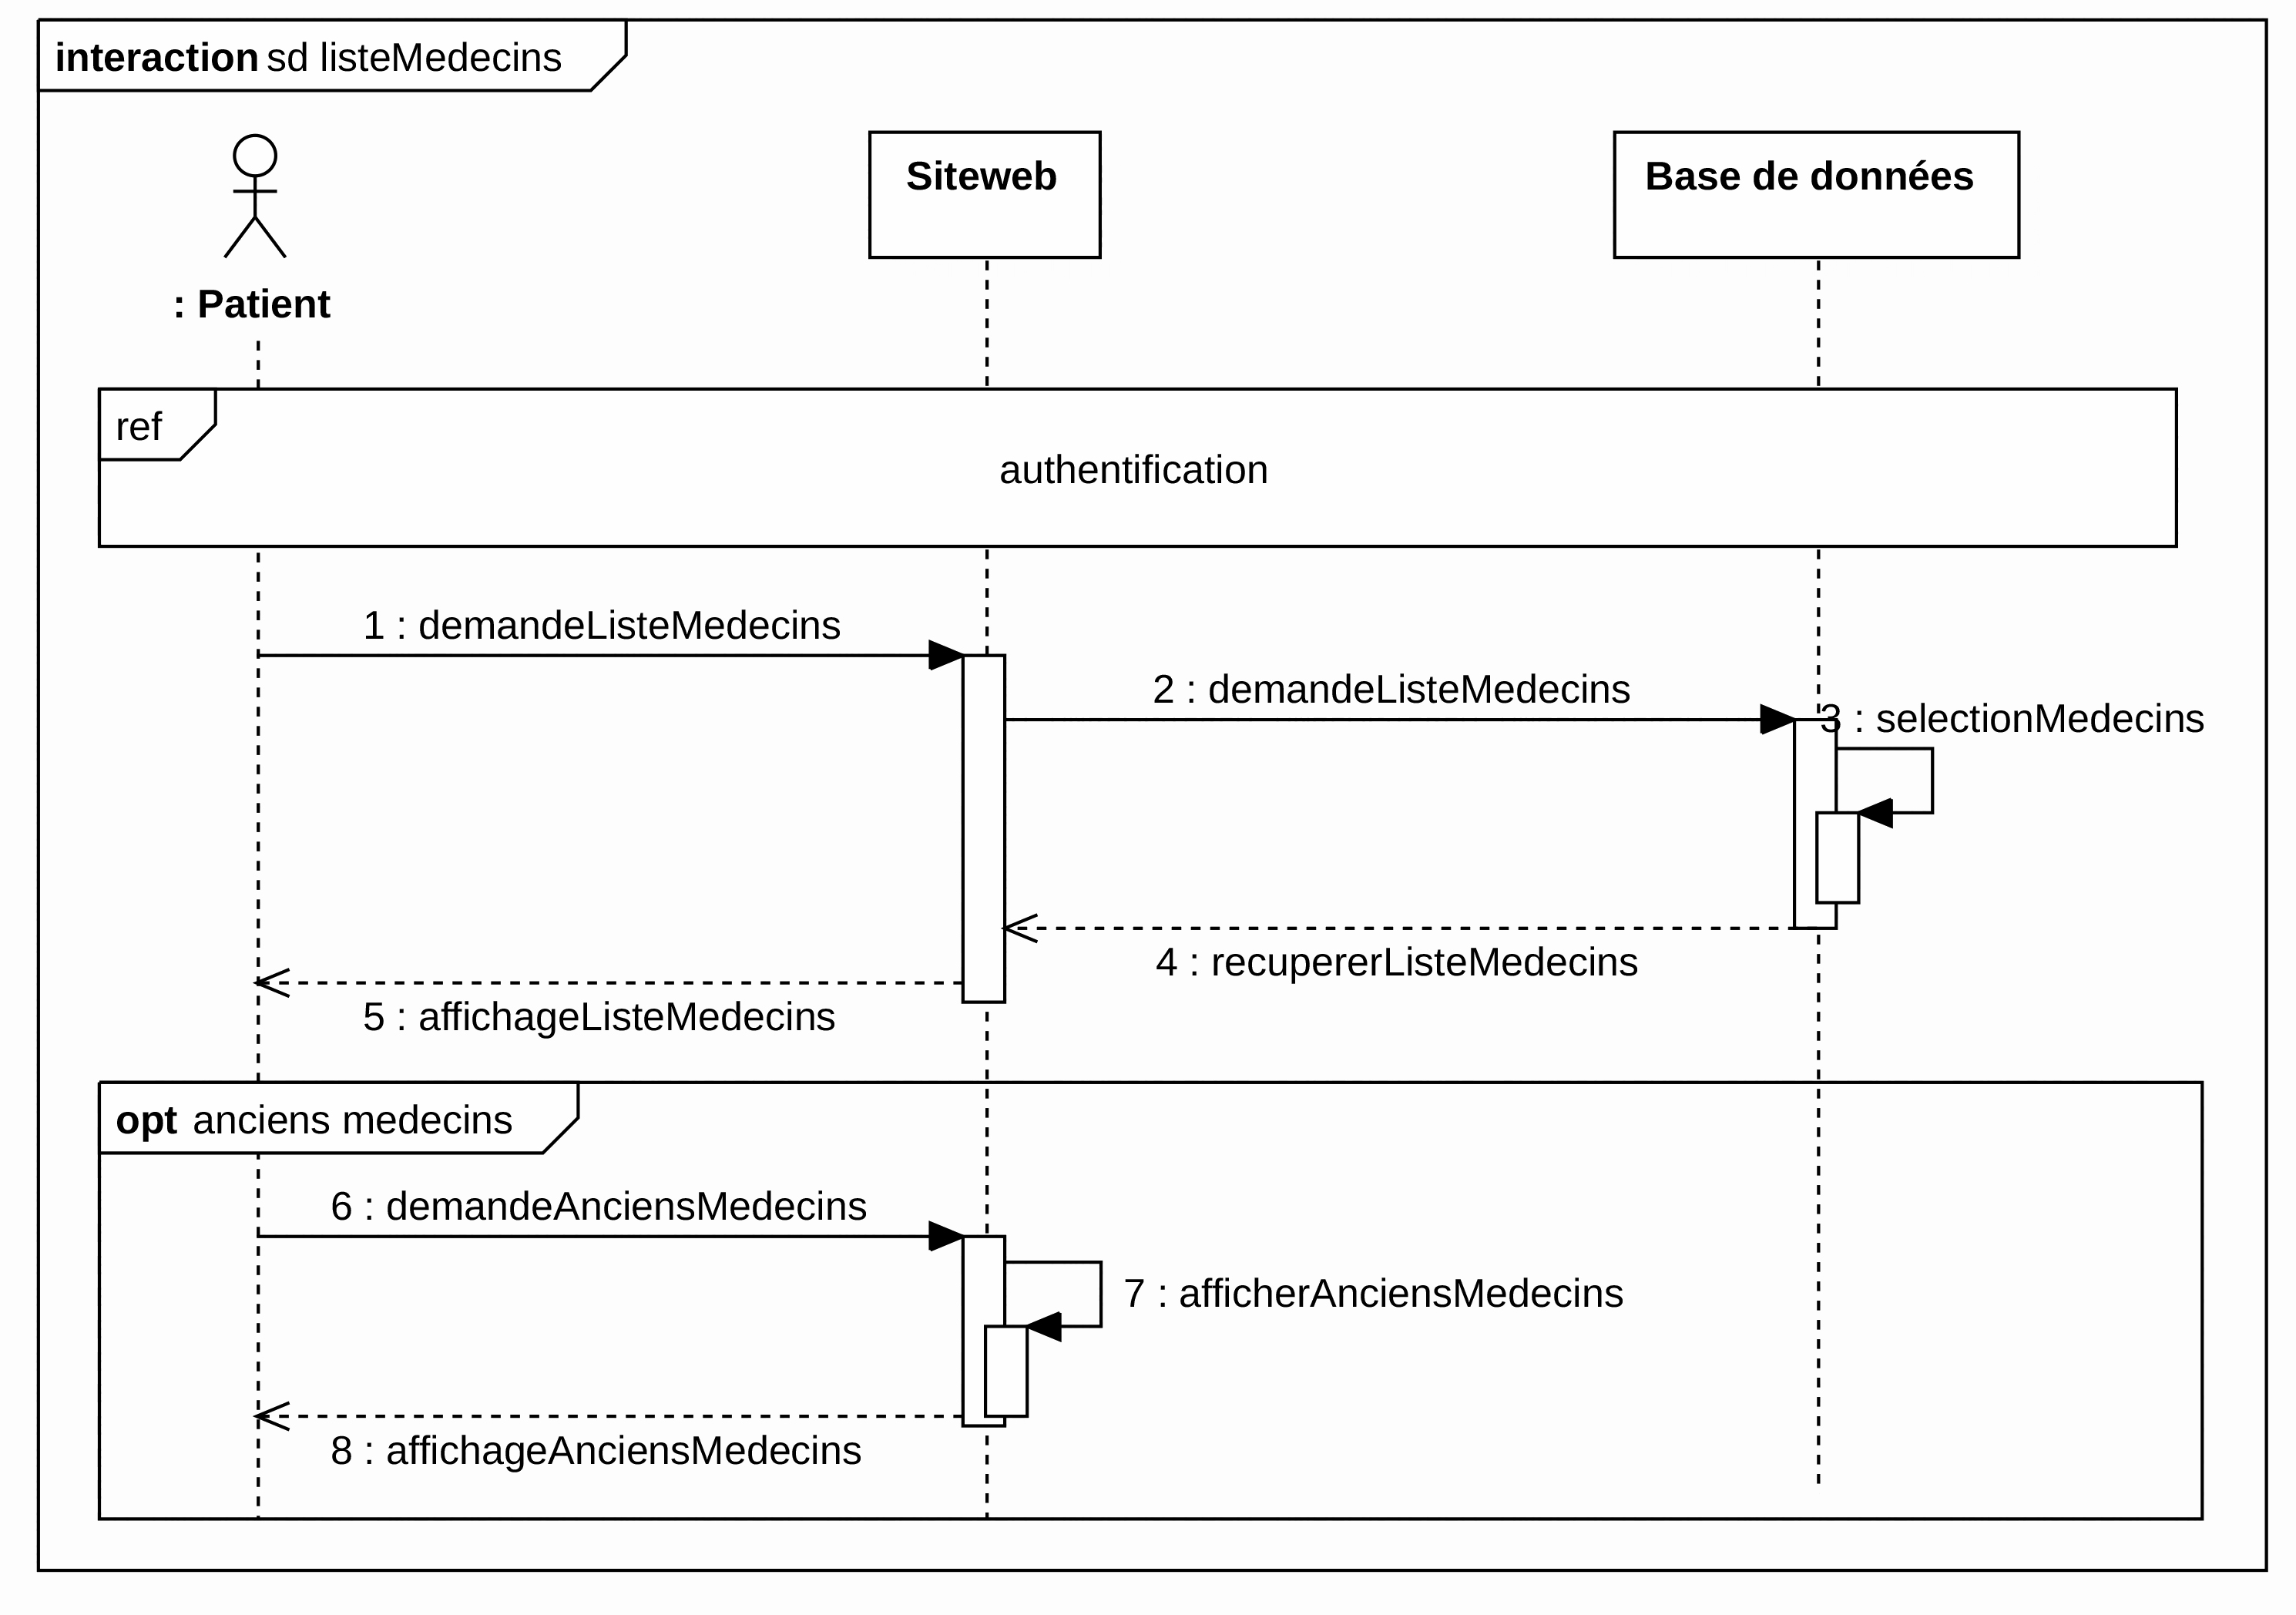 interaction sd listeMedecins
Siteweb
Base de données
: Patient
ref
authentification
1 : demandeListeMedecins
2 : demandeListeMedecins
3 : selectionMedecins
4 : recupererListeMedecins
5 : affichageListeMedecins
opt anciens medecins
6 : demandeAnciensMedecins
7 : afficherAnciensMedecins
8 : affichageAnciensMedecins